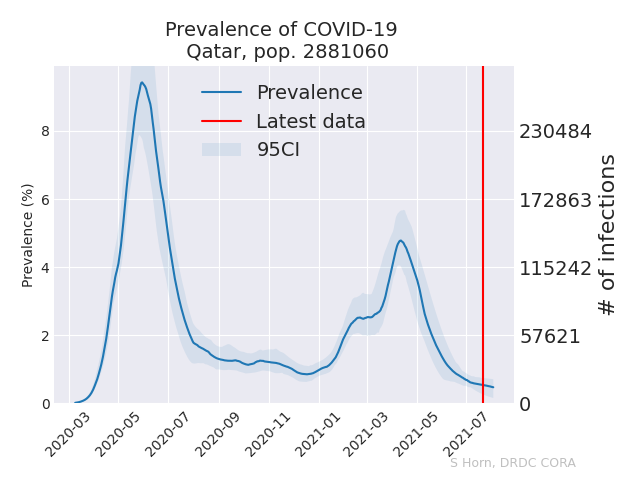 Prevalence of COVID-19
Qatar, pop. 2881060
Prevalence
Latest data
95CI
Prevalence (%)
8
6
4
2
0
230484
172863
115242
57621
0
# of infections
2020-03
2020-05
2020-07
2020-09
2020-11
2021-01
2021-03
2021-05
2021-07
S Horn, DRDC CORA